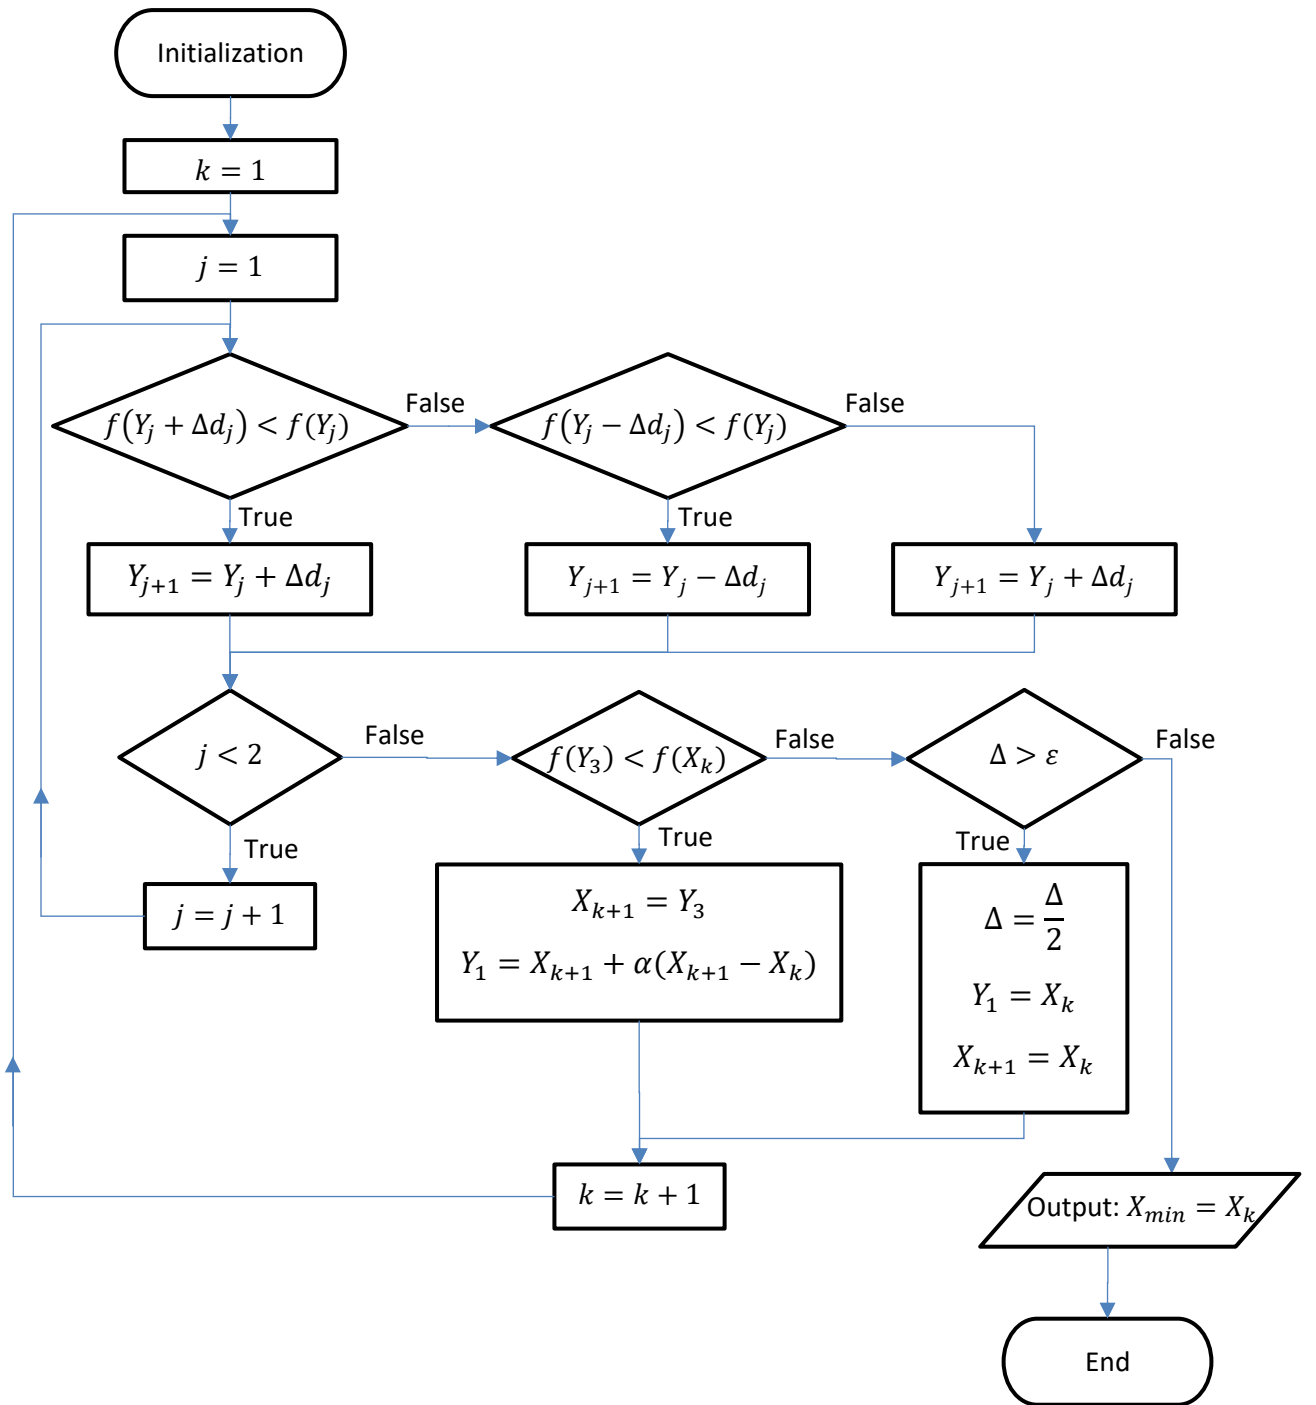 Initialization
k = 1
j = 1
f(Y_j + Δd_j) < f(Y_j)
False
f(Y_j − Δd_j) < f(Y_j)
False
True
True
Y_{j+1} = Y_j + Δd_j
Y_{j+1} = Y_j − Δd_j
Y_{j+1} = Y_j + Δd_j
j < 2
False
f(Y_3) < f(X_k)
False
Δ > ε
False
True
True
True
j = j + 1
X_{k+1} = Y_3
Y_1 = X_{k+1} + α(X_{k+1} − X_k)
Δ = Δ/2
Y_1 = X_k
X_{k+1} = X_k
k = k + 1
Output: X_{min} = X_k
End